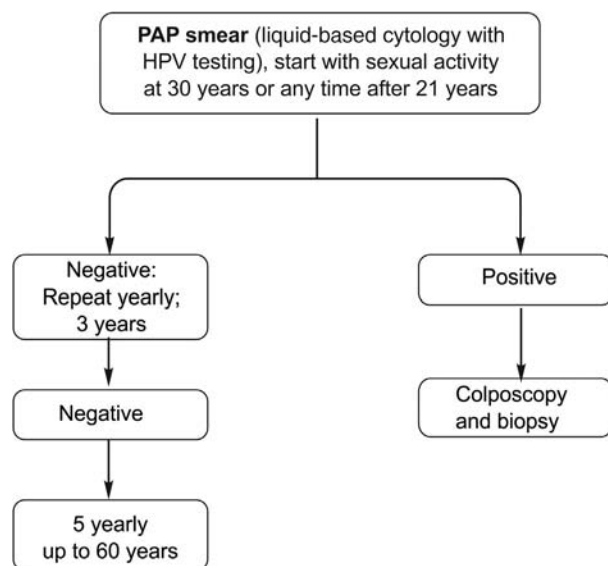 PAP smear (liquid-based cytology with
HPV testing), start with sexual activity
at 30 years or any time after 21 years
Negative:
Repeat yearly;
3 years
Positive
Negative
Colposcopy
and biopsy
5 yearly
up to 60 years